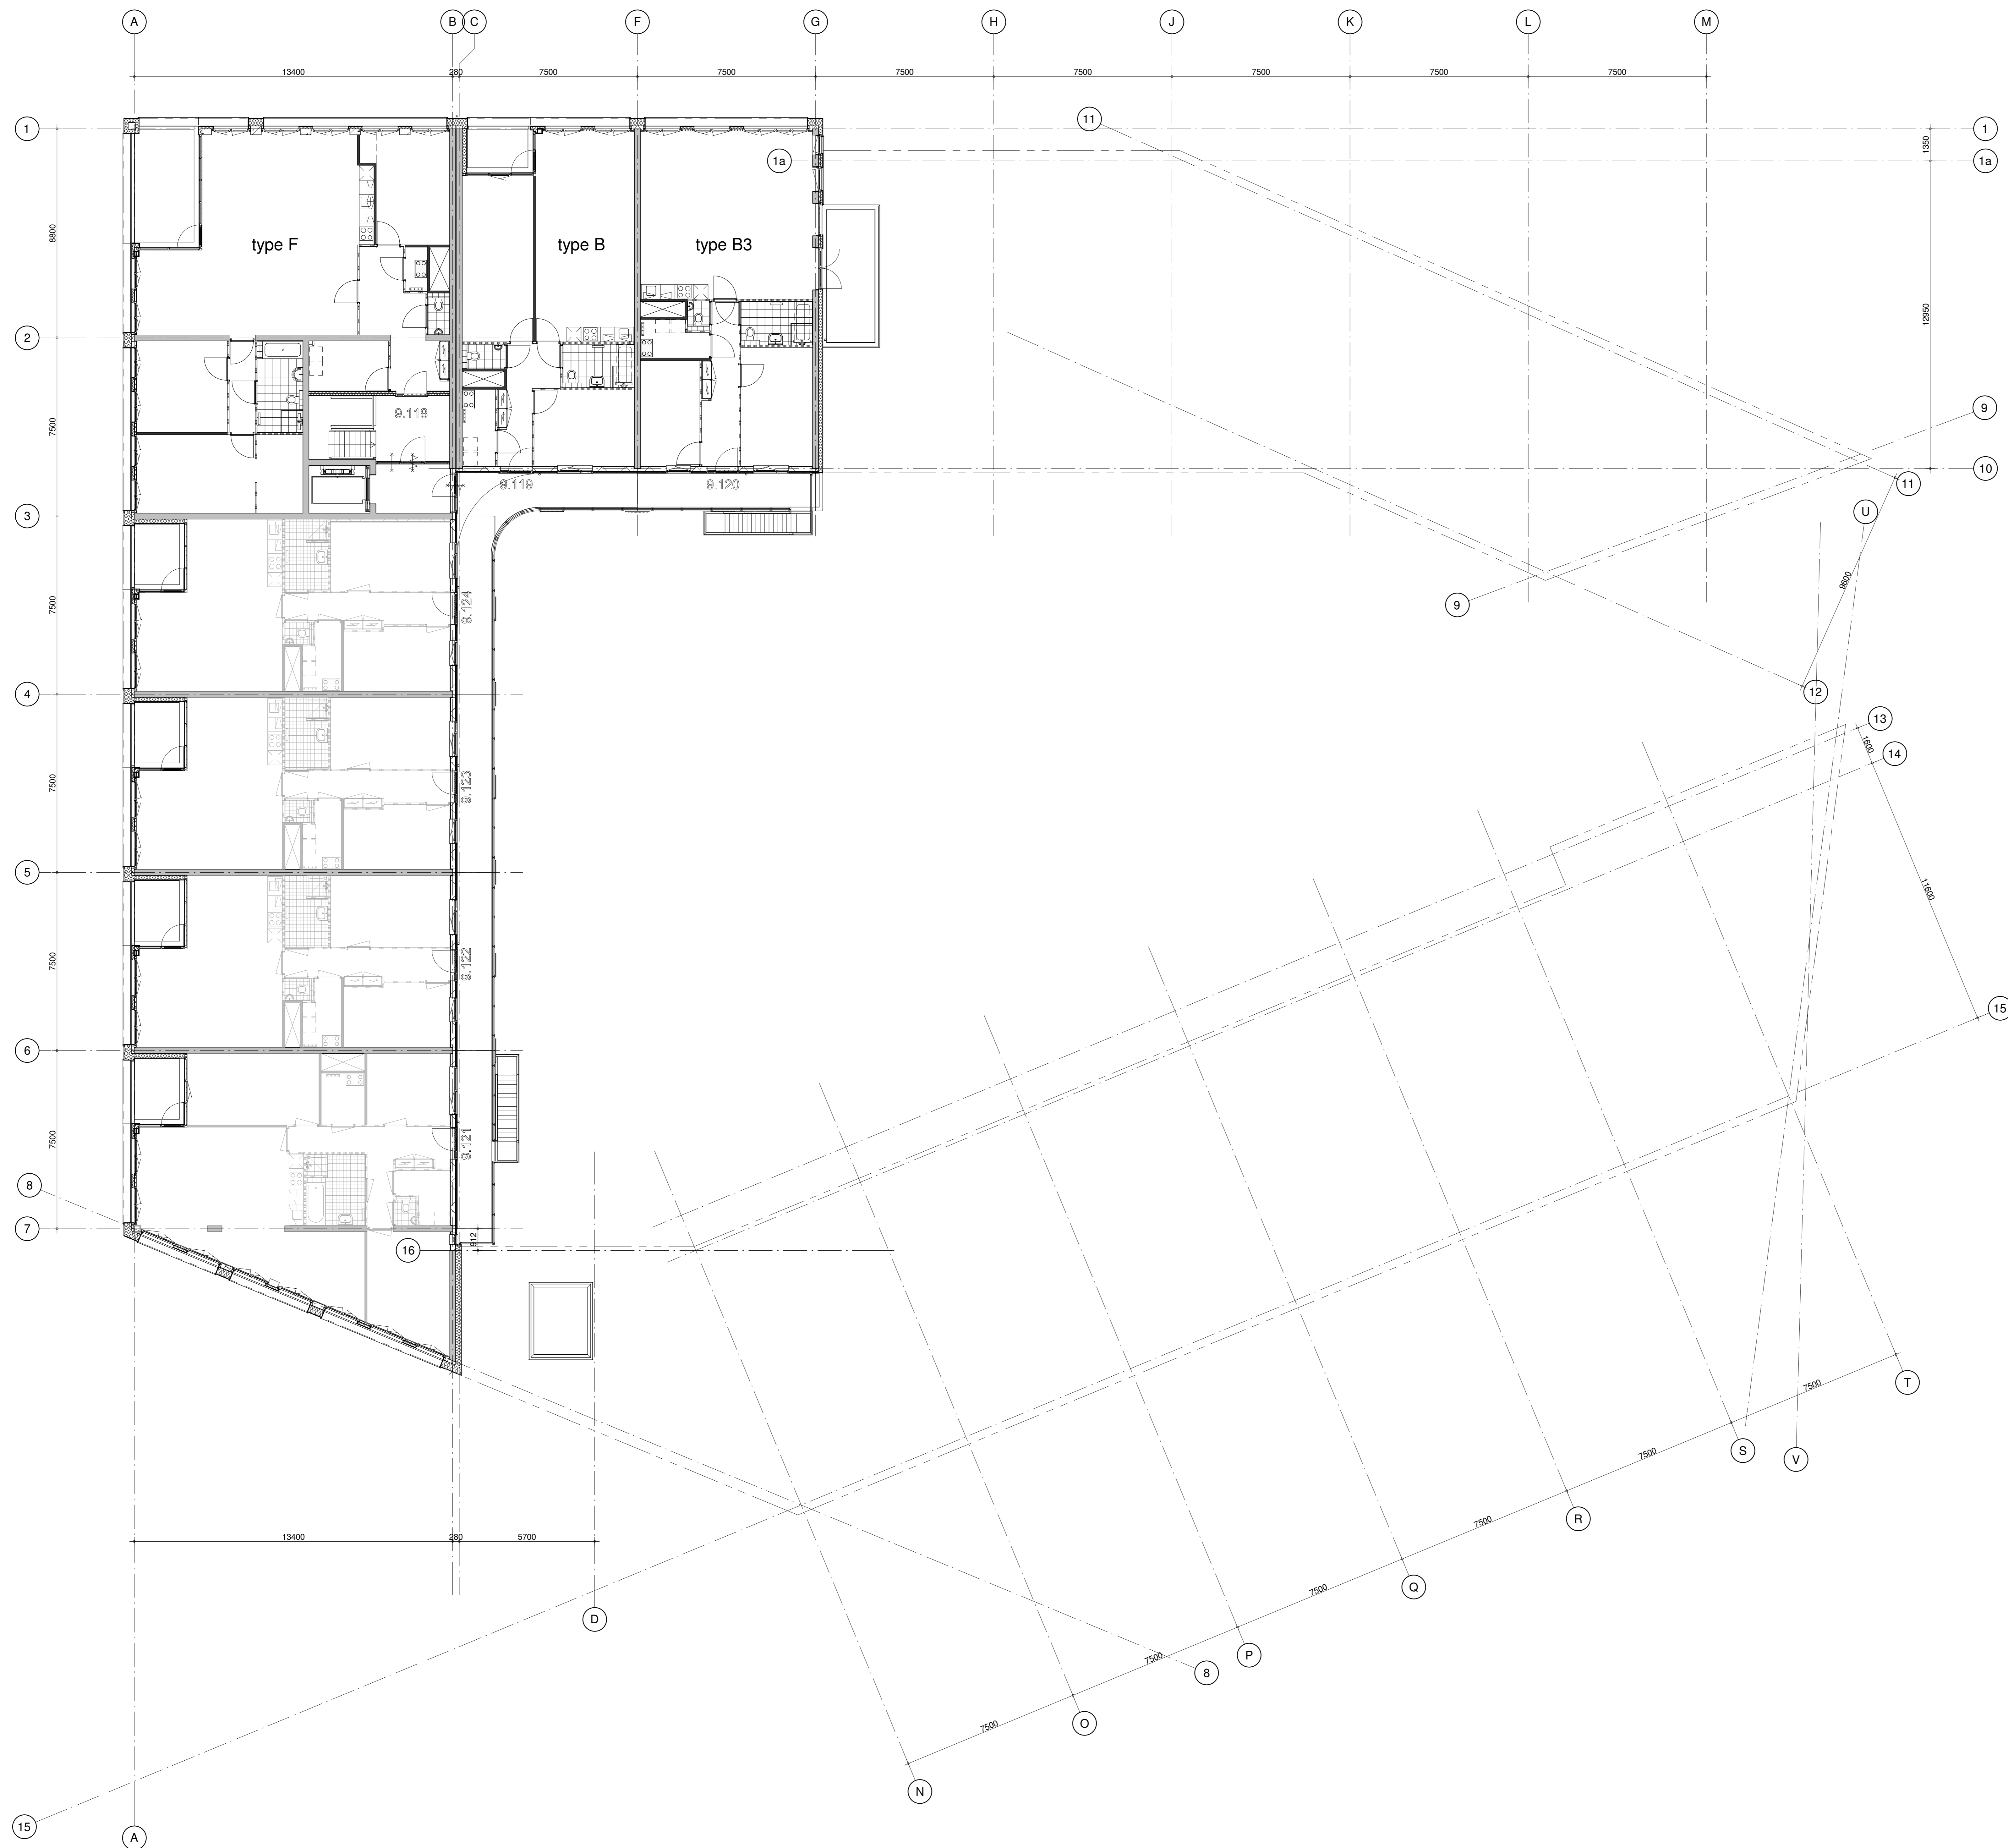 A B C F G H J K L M
13400 280 7500 7500 7500 7500 7500 7500 7500
1 11 1
1a 1a
1350
8800 type F type B type B3
12950
2
9
7500 9.118
10
9.119 9.120 11
3 U
7500 9.124 9600
9
4 12
13
1600
14
7500 9.123
5
11600
7500 9.122
15
6
7500 9.121
8
7 912
16
T
7500
S
7500 V
R
7500
13400 280 5700
Q
7500
D
P
7500 8
O
7500
N
15
A